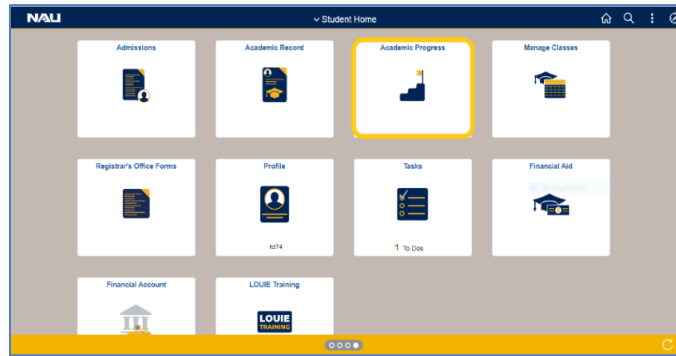 NAU
Student Home
Admissions
Academic Record
Academic Progress
Manage Classes
Registrar's Office Forms
Profile
Tasks
Financial Aid
rz74
1 To Dos
Financial Account
LOUIE Training
LOUIE
TRAINING